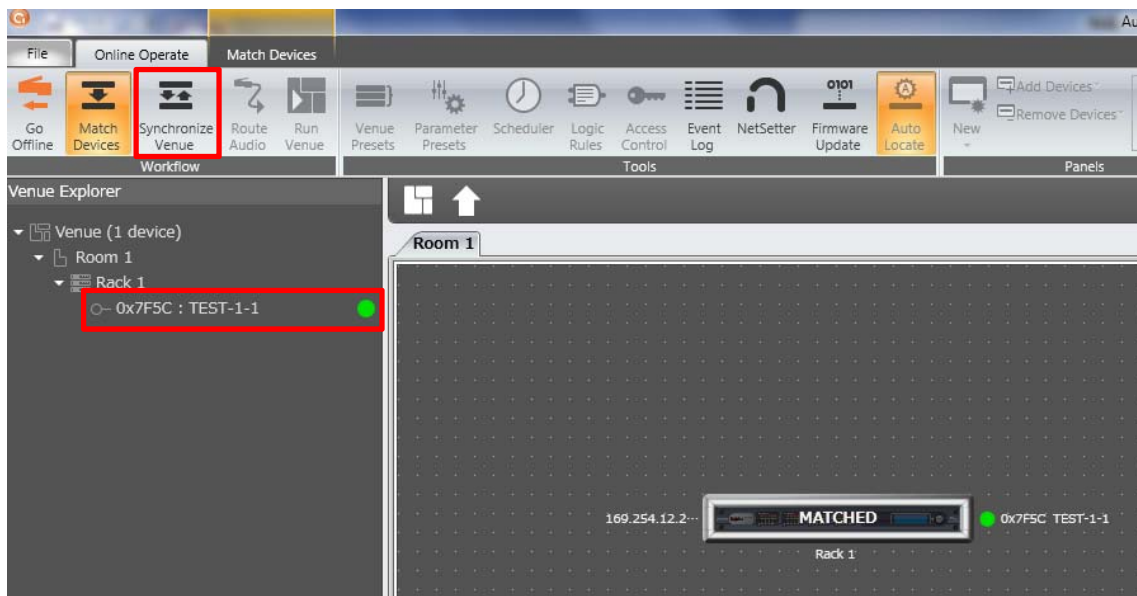 Au
File Online Operate Match Devices
Go Offline
Match Devices
Synchronize Venue
Route Audio
Run Venue
Venue Presets
Parameter Presets
Scheduler
Logic Rules
Access Control
Event Log
NetSetter
0101
Firmware Update
A
Auto Locate
New
Add Devices
Remove Devices
Workflow Tools Panels
Venue Explorer
Venue (1 device)
Room 1
Rack 1
0x7F5C : TEST-1-1
Room 1
169.254.12.2... MATCHED 0x7F5C TEST-1-1
Rack 1